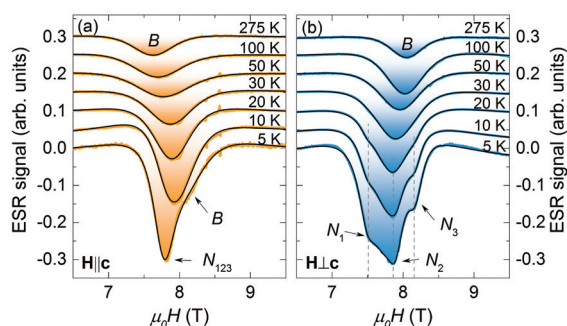 (a)
(b)
ESR signal (arb. units)
0.3
0.2
0.1
0.0
-0.1
-0.2
-0.3
B
275 K
100 K
50 K
30 K
20 K
10 K
5 K
B
N123
H||c
6
7
8
9
μ0H (T)
ESR signal (arb. units)
0.3
0.2
0.1
0.0
-0.1
-0.2
-0.3
B
275 K
100 K
50 K
30 K
20 K
10 K
5 K
N1
N2
N3
H⊥c
6
7
8
9
μ0H (T)